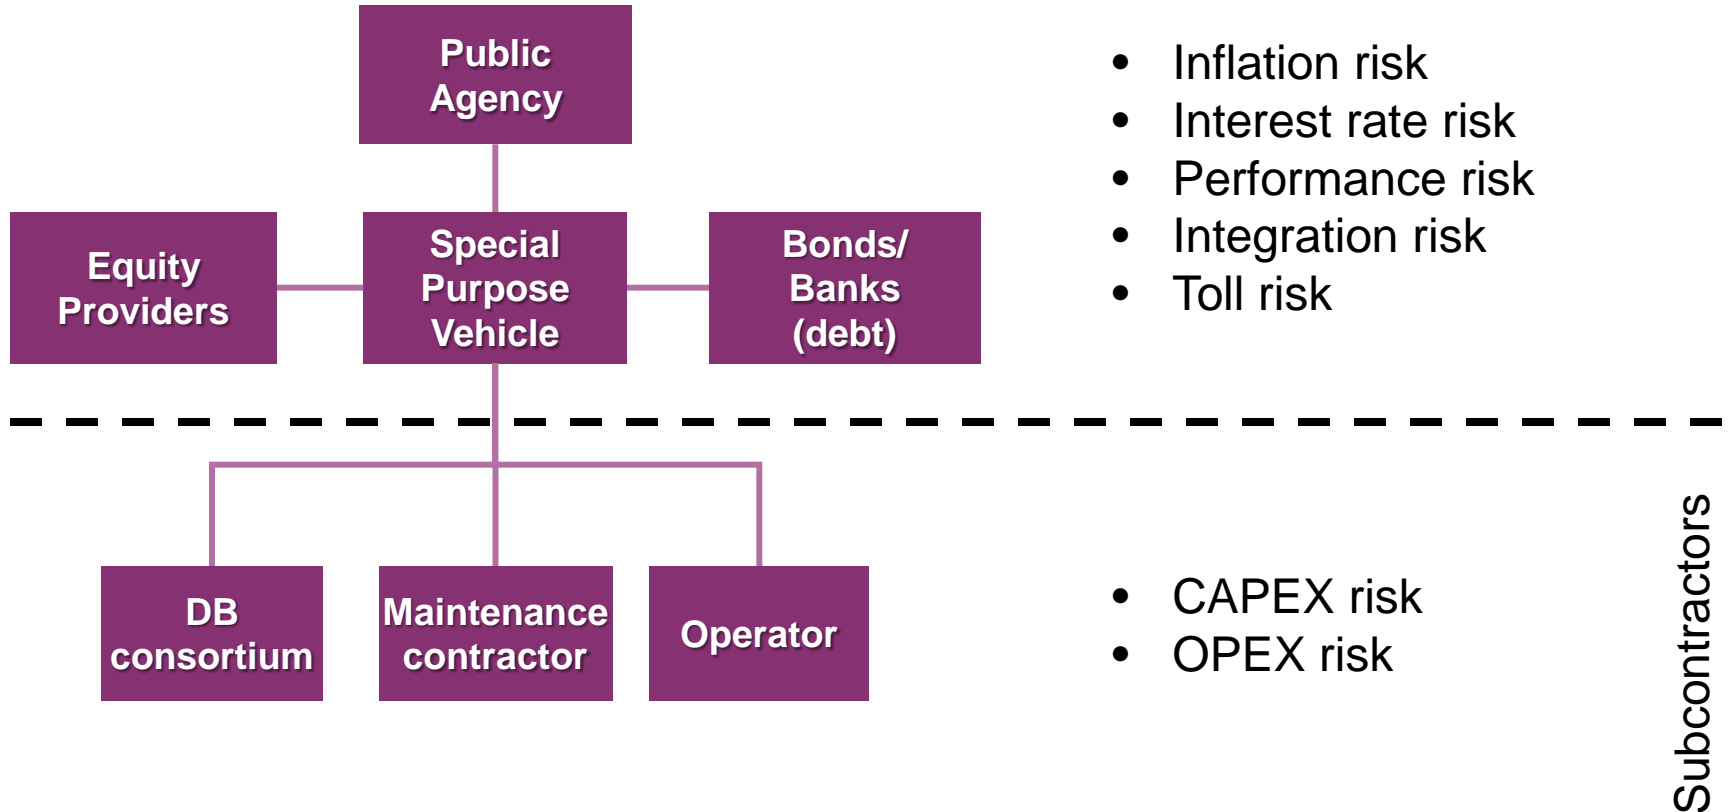 Public
Agency
Equity
Providers
Special
Purpose
Vehicle
Bonds/
Banks
(debt)
• Inflation risk
• Interest rate risk
• Performance risk
• Integration risk
• Toll risk
DB
consortium
Maintenance
contractor
Operator
• CAPEX risk
• OPEX risk
Subcontractors